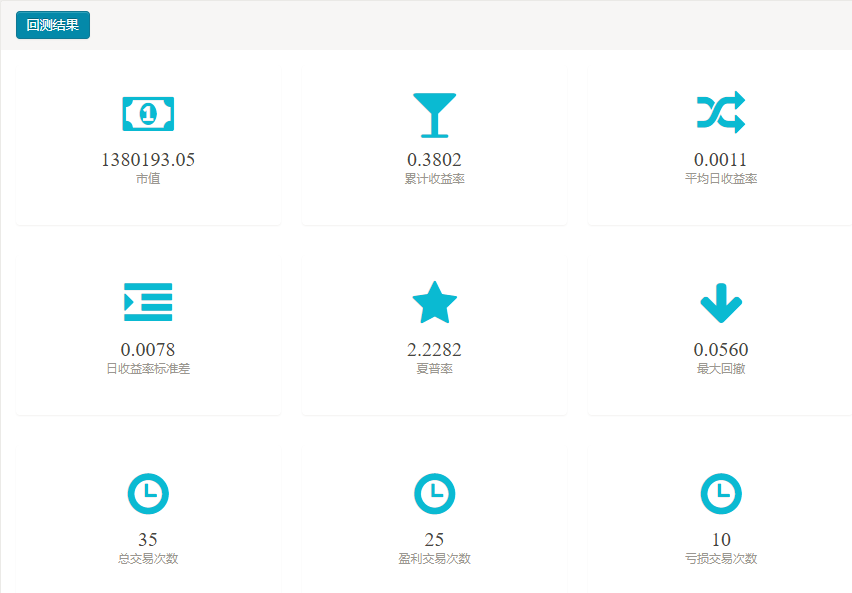 回测结果
1
1380193.05
市值
0.3802
累计收益率
0.0011
平均日收益率
0.0078
日收益率标准差
2.2282
夏普率
0.0560
最大回撤
35
总交易次数
25
盈利交易次数
10
亏损交易次数